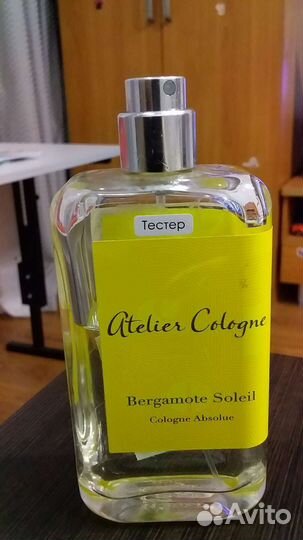 Тестер
Atelier Cologne
Bergamote Soleil
Cologne Absolue
Avito